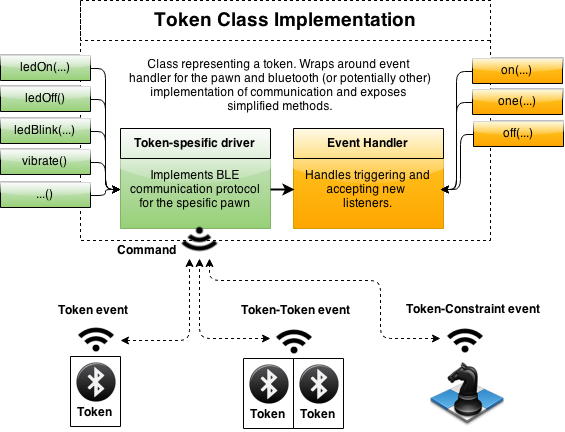 Token Class Implementation
Class representing a token. Wraps around event
handler for the pawn and bluetooth (or potentially other)
implementation of communication and exposes
simplified methods.
ledOn(...)
ledOff()
ledBlink(...)
vibrate()
...()
on(...)
one(...)
off(...)
Token-spesific driver
Implements BLE
communication protocol
for the spesific pawn
Event Handler
Handles triggering and
accepting new
listeners.
Command
Token event
Token-Token event
Token-Constraint event
Token
Token
Token